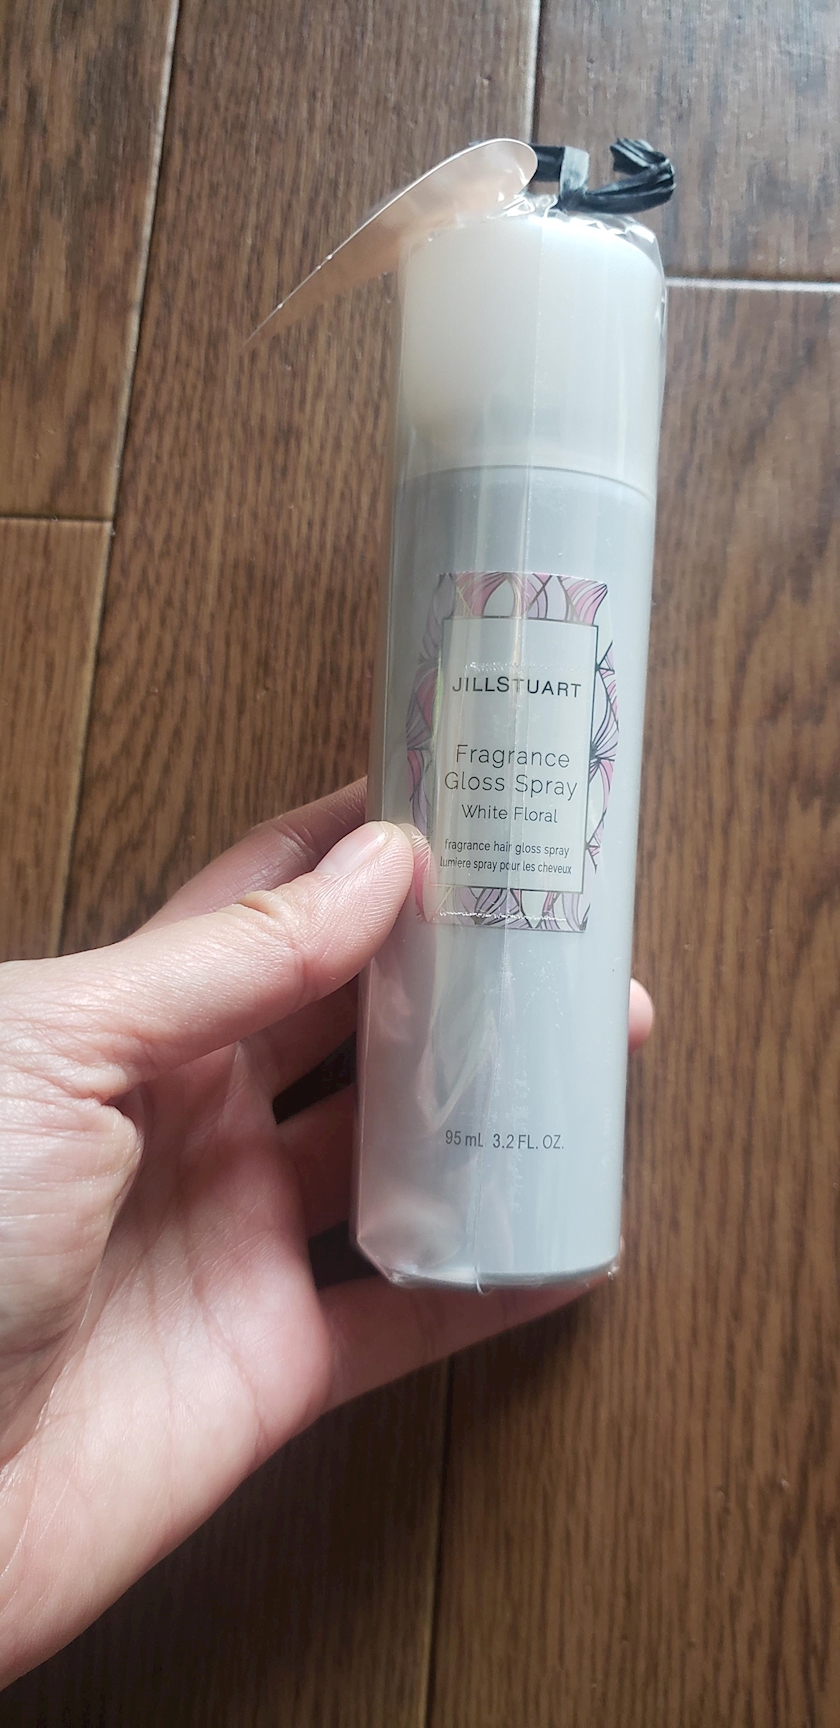 JILLSTUART
Fragrance
Gloss Spray
White Floral
fragrance hair gloss spray
lumiere spray pour les cheveux
95 mL 3.2 FL. OZ.